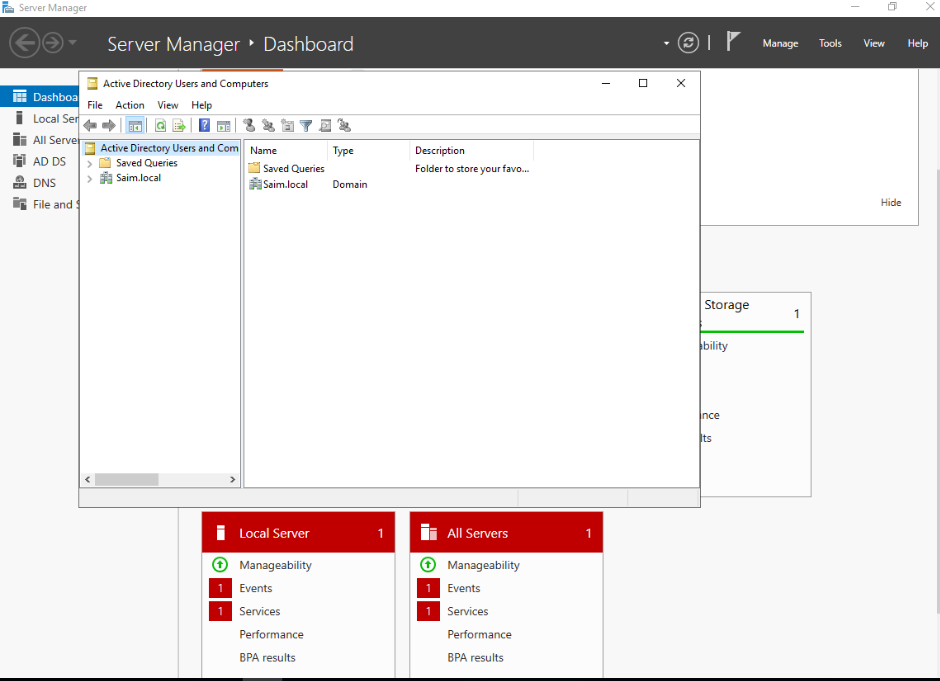 Server Manager
Server Manager ‣ Dashboard
Manage Tools View Help
Active Directory Users and Computers
File Action View Help
Dashboa
Local Ser
All Server
AD DS
DNS
File and S
Active Directory Users and Com
Saved Queries
Saim.local
Name Type Description
Saved Queries Folder to store your favo...
Saim.local Domain
Hide
Storage 1
ability
nce
lts
Local Server 1
Manageability
1 Events
1 Services
Performance
BPA results
All Servers 1
Manageability
1 Events
1 Services
Performance
BPA results